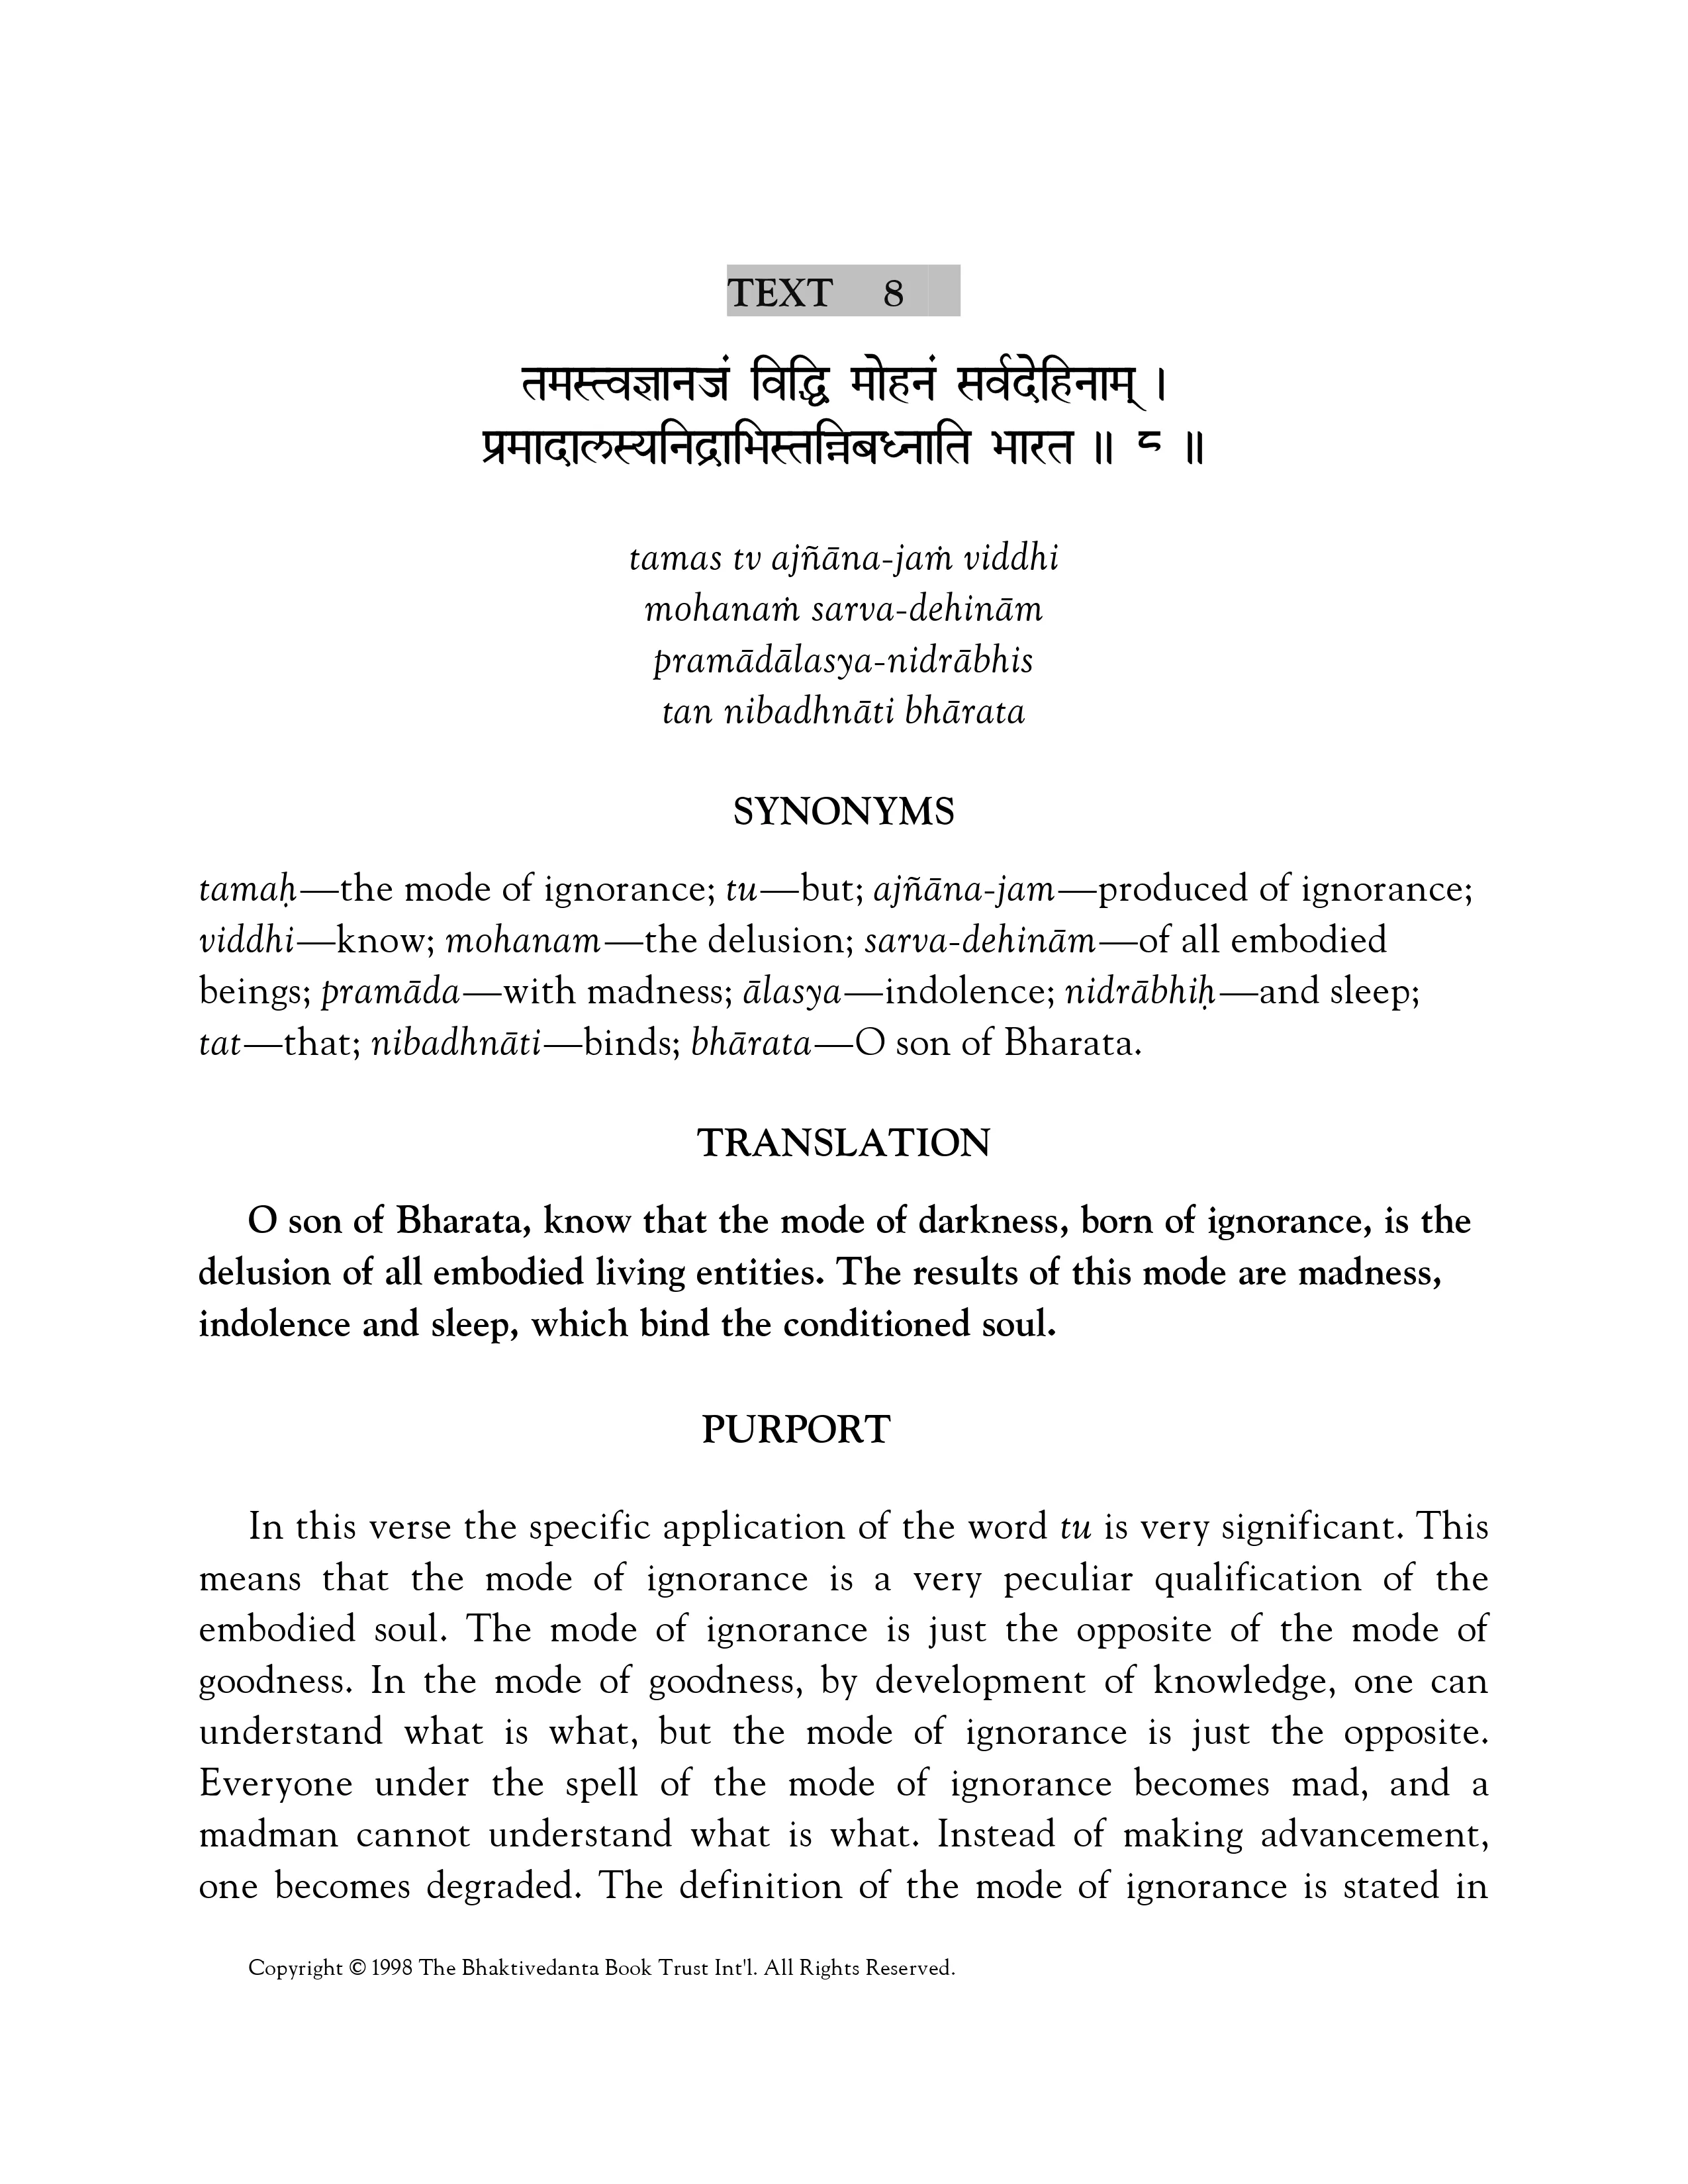 TEXT 8
तमस्त्वज्ञानजं विद्धि मोहनं सर्वदेहिनाम् ।
प्रमादालस्यनिद्राभिस्तन्निबध्नाति भारत ॥ ८ ॥
tamas tv ajñāna-jaṁ viddhi
mohanaṁ sarva-dehinām
pramādālasya-nidrābhis
tan nibadhnāti bhārata
SYNONYMS
tamaḥ—the mode of ignorance; tu—but; ajñāna-jam—produced of ignorance;
viddhi—know; mohanam—the delusion; sarva-dehinām—of all embodied
beings; pramāda—with madness; ālasya—indolence; nidrābhiḥ—and sleep;
tat—that; nibadhnāti—binds; bhārata—O son of Bharata.
TRANSLATION
O son of Bharata, know that the mode of darkness, born of ignorance, is the
delusion of all embodied living entities. The results of this mode are madness,
indolence and sleep, which bind the conditioned soul.
PURPORT
In this verse the specific application of the word tu is very significant. This
means that the mode of ignorance is a very peculiar qualification of the
embodied soul. The mode of ignorance is just the opposite of the mode of
goodness. In the mode of goodness, by development of knowledge, one can
understand what is what, but the mode of ignorance is just the opposite.
Everyone under the spell of the mode of ignorance becomes mad, and a
madman cannot understand what is what. Instead of making advancement,
one becomes degraded. The definition of the mode of ignorance is stated in
Copyright © 1998 The Bhaktivedanta Book Trust Int'l. All Rights Reserved.